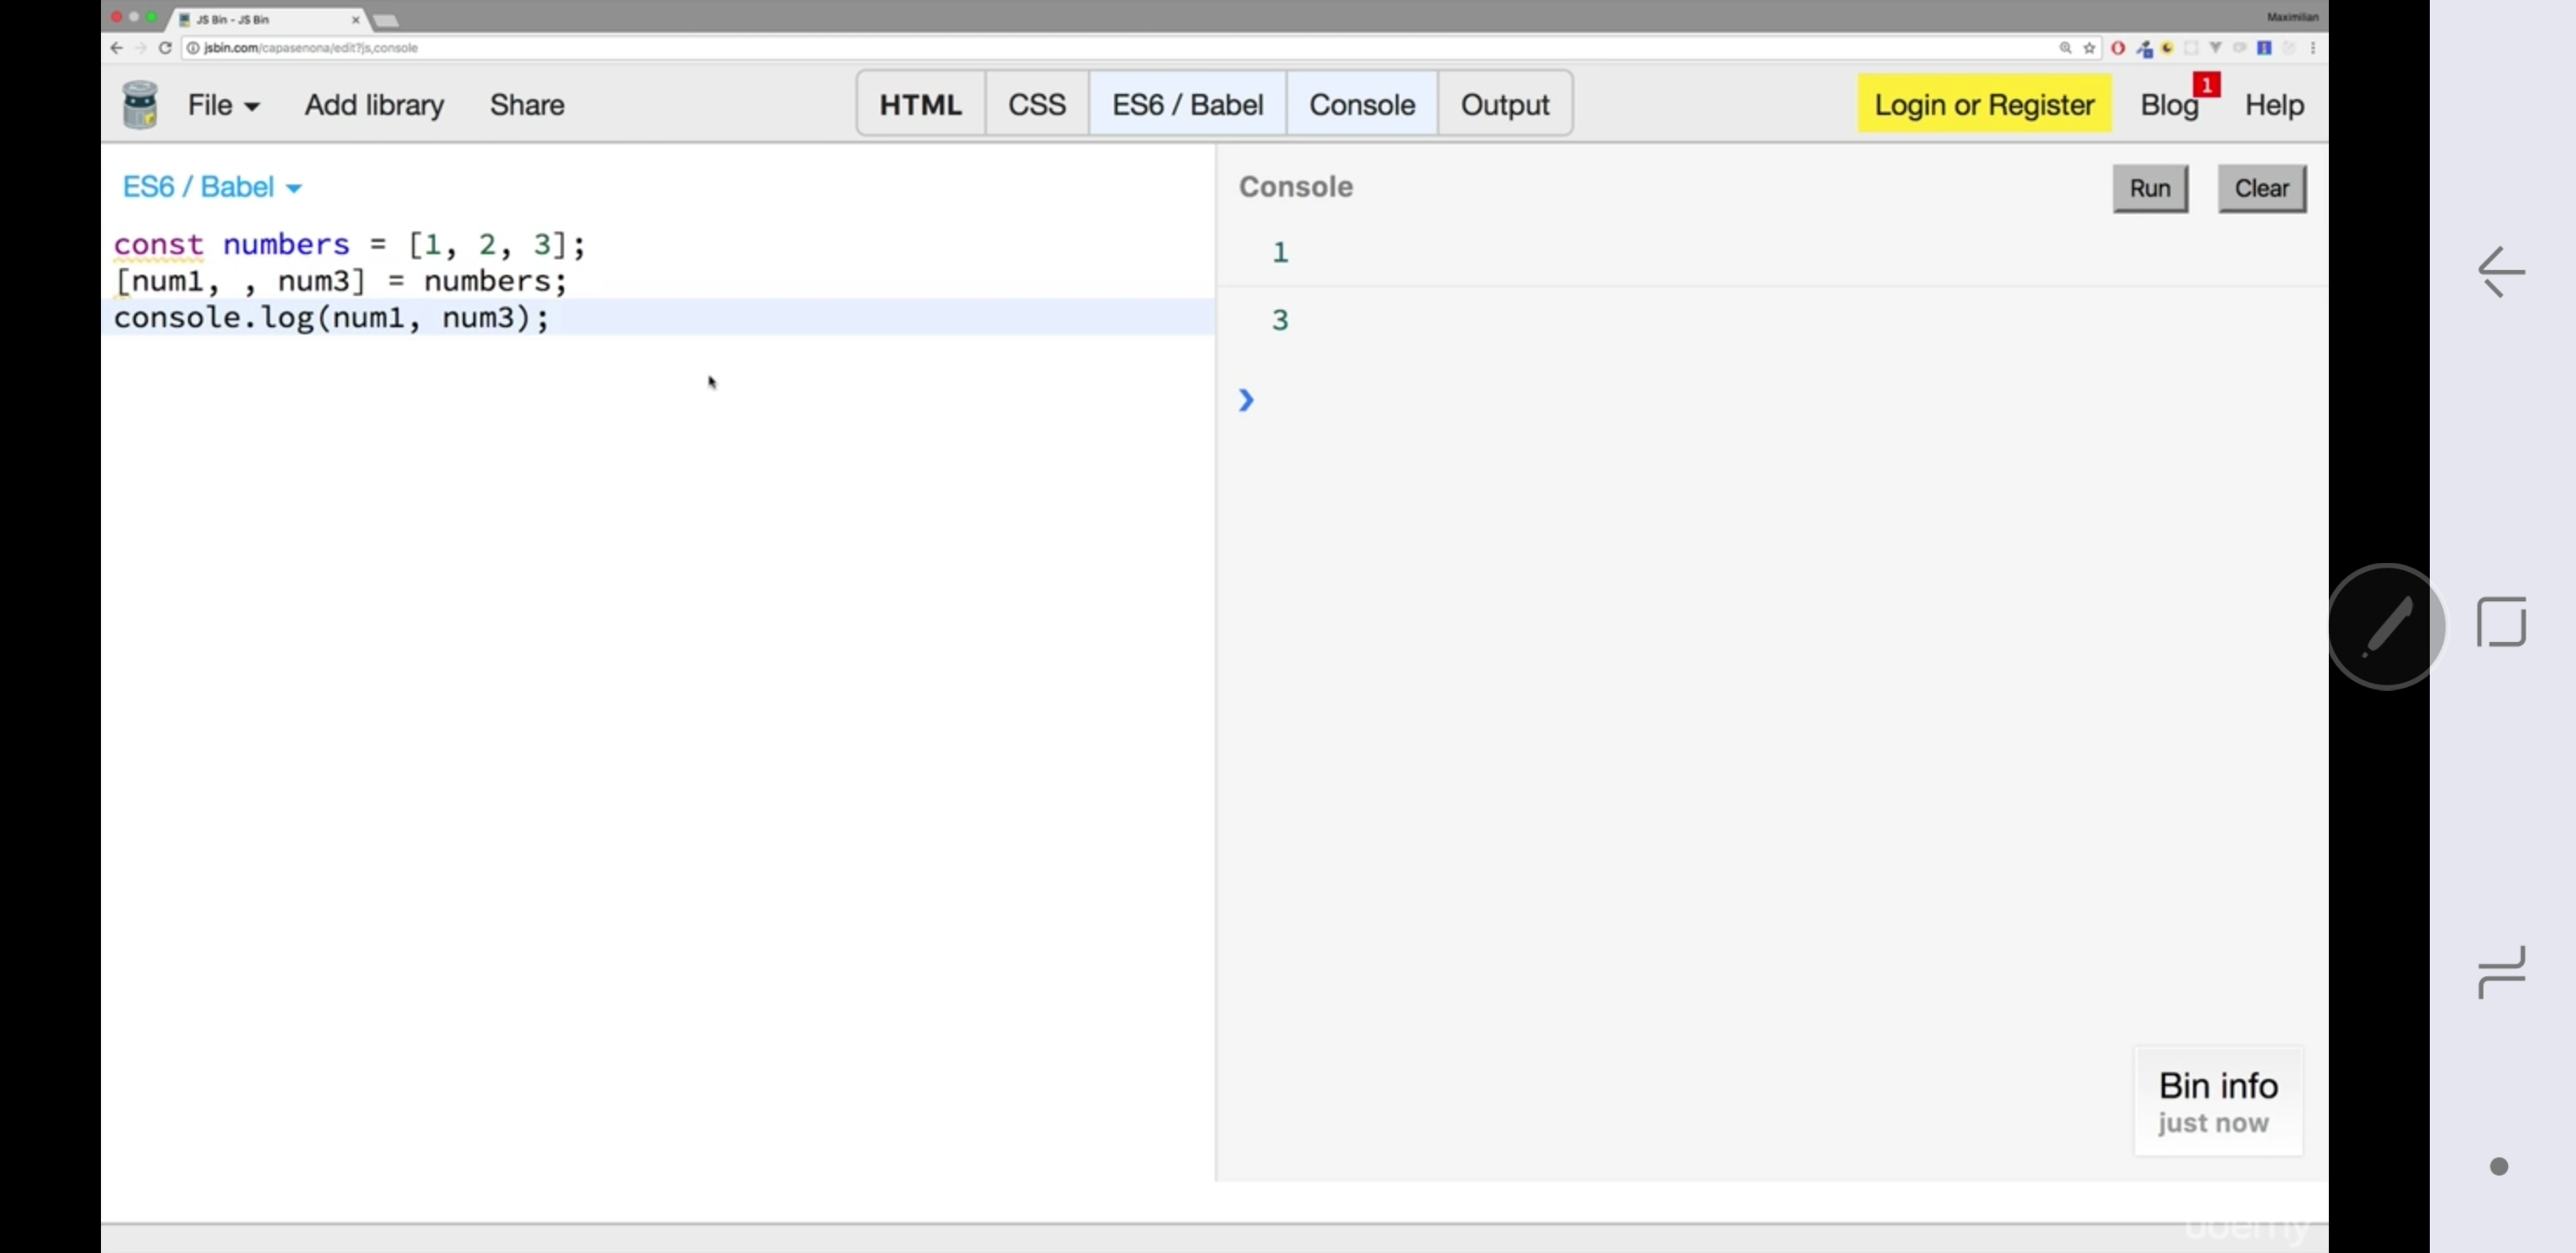 JS Bin - JS Bin
Maximilian
jsbin.com/capasenona/edit?js,console
File Add library Share HTML CSS ES6 / Babel Console Output Login or Register Blog 1 Help
ES6 / Babel
const numbers = [1, 2, 3];
[num1, , num3] = numbers;
console.log(num1, num3);
Console Run Clear
1
3
Bin info
just now
udemy